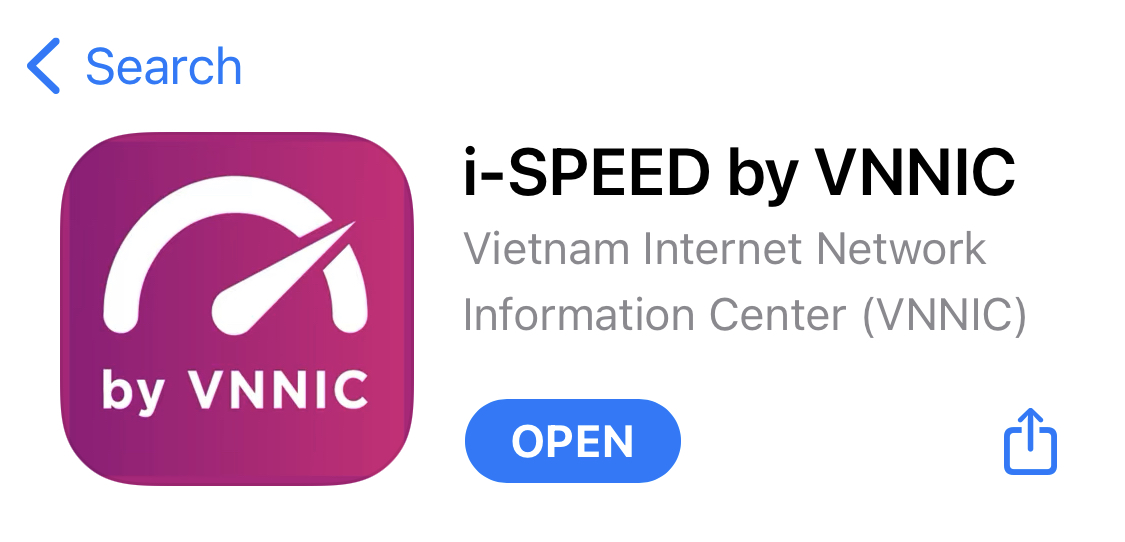 Search
i-SPEED by VNNIC
Vietnam Internet Network
Information Center (VNNIC)
by VNNIC
OPEN